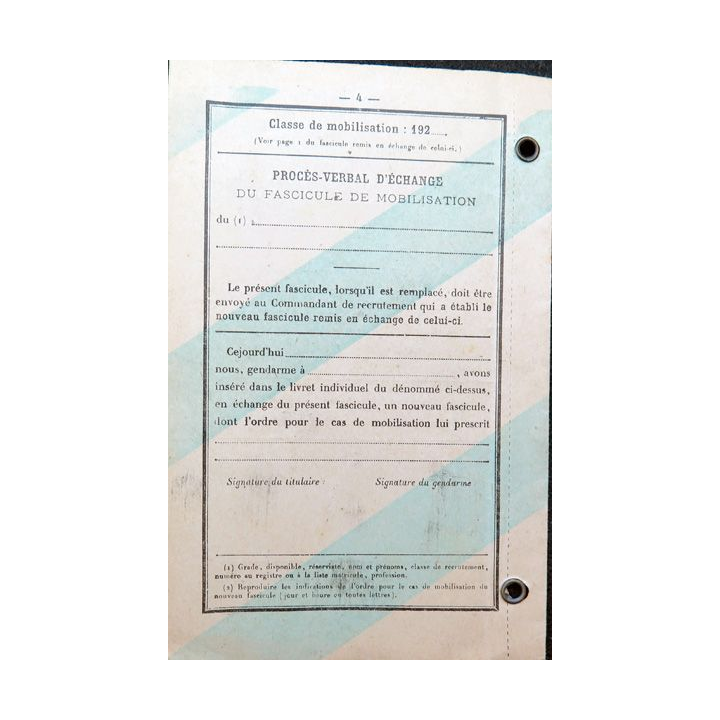 — 4 —
Classe de mobilisation : 192......
(Voir page 1 du fascicule remis en échange de celui-ci.)
PROCÈS-VERBAL D'ÉCHANGE
DU FASCICULE DE MOBILISATION
du (1)
Le présent fascicule, lorsqu'il est remplacé, doit être
envoyé au Commandant de recrutement qui a établi le
nouveau fascicule remis en échange de celui-ci.
Cejourd'hui
nous, gendarme à , avons
inséré dans le livret individuel du dénommé ci-dessus,
en échange du présent fascicule, un nouveau fascicule,
dont l'ordre pour le cas de mobilisation lui prescrit
Signature du titulaire : Signature du gendarme
(1) Grade, disponible, réserviste, nom et prénoms, classe de recrutement,
numéro au registre ou à la liste matricule, profession.
(2) Reproduire les indications de l'ordre pour le cas de mobilisation du
nouveau fascicule (jour et heure en toutes lettres).